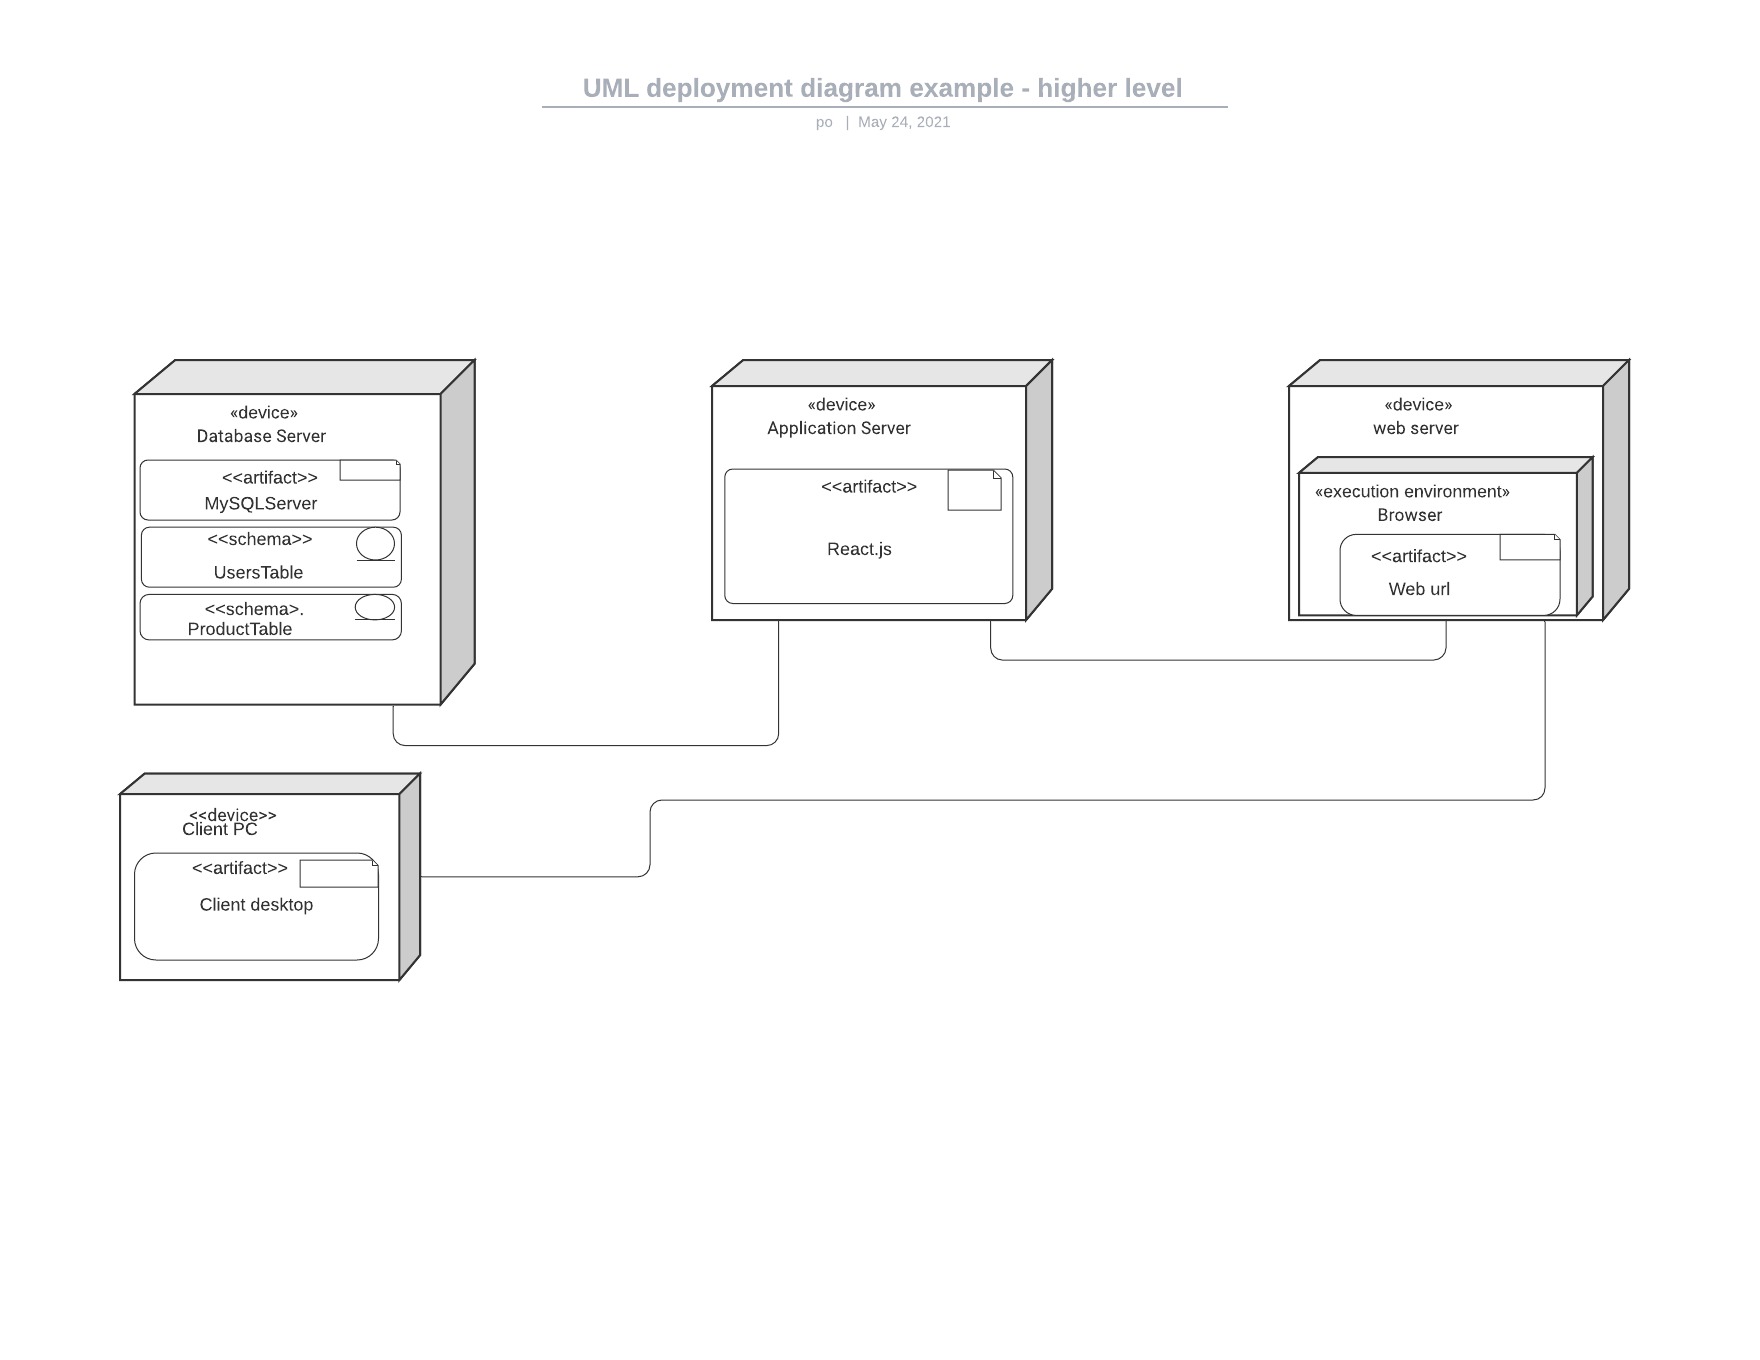 UML deployment diagram example - higher level
po | May 24, 2021
«device»
Database Server
<<artifact>>
MySQLServer
<<schema>>
UsersTable
<<schema>.
ProductTable
«device»
Application Server
<<artifact>>
React.js
«device»
web server
«execution environment»
Browser
<<artifact>>
Web url
<<device>>
Client PC
<<artifact>>
Client desktop